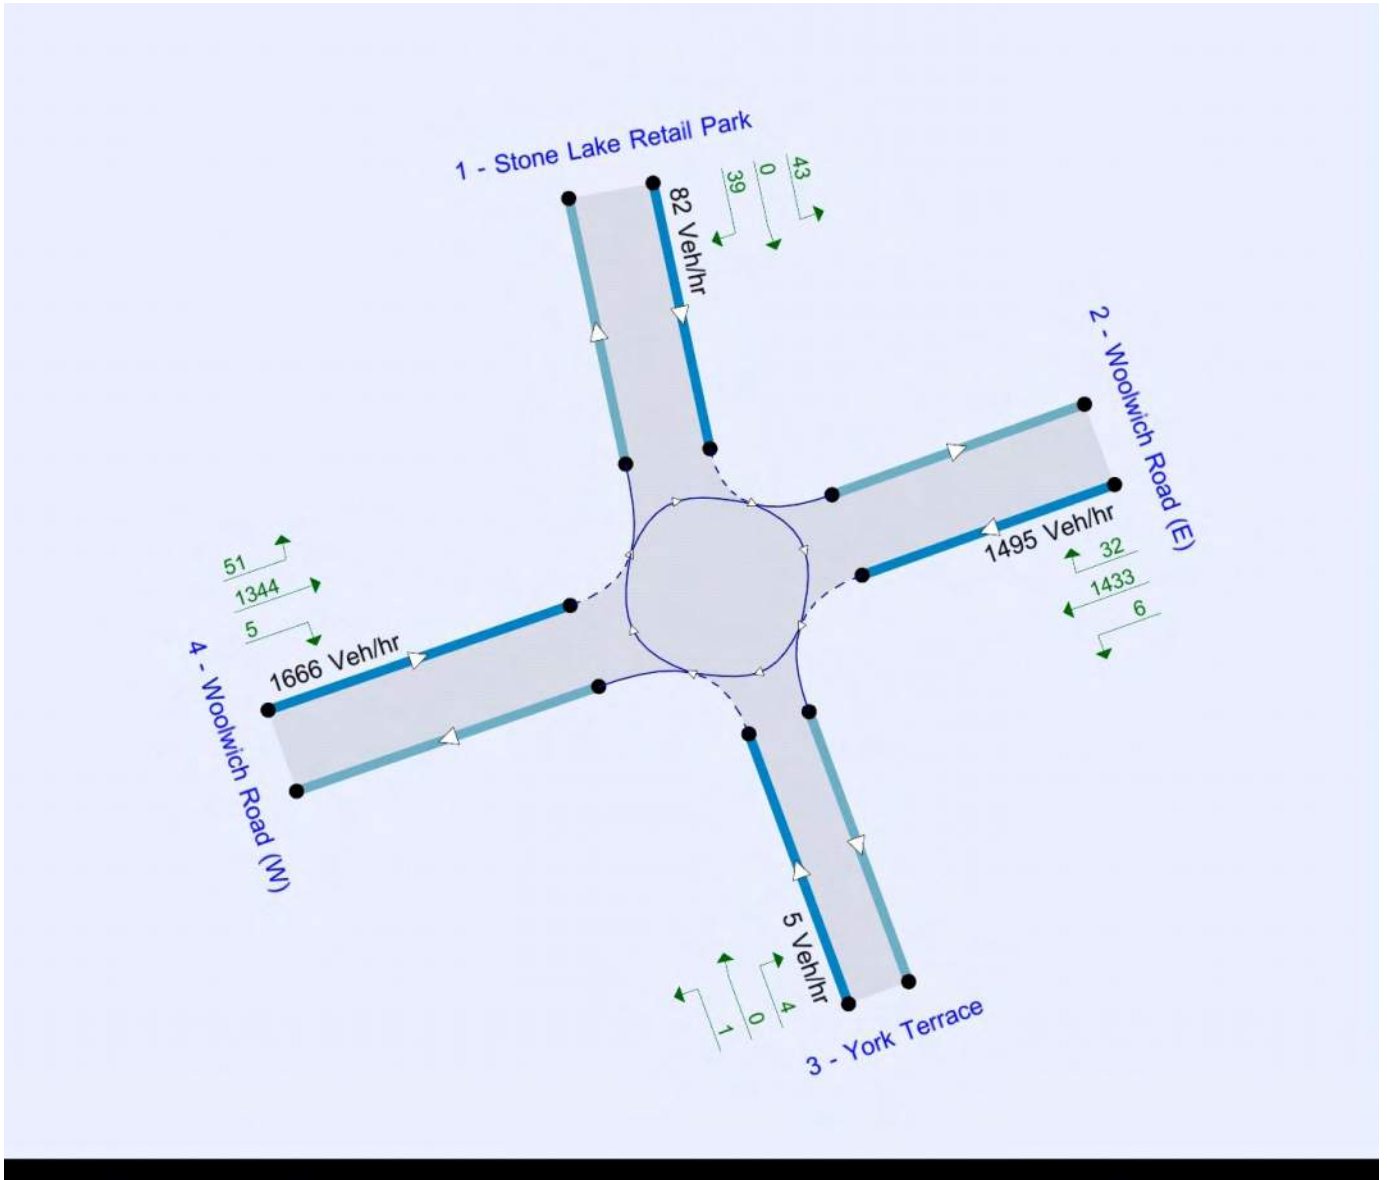 1 - Stone Lake Retail Park
82 Veh/hr
39
0
43
2 - Woolwich Road (E)
1495 Veh/hr
32
1433
6
51
1344
5
1666 Veh/hr
4 - Woolwich Road (W)
5 Veh/hr
1
0
4
3 - York Terrace